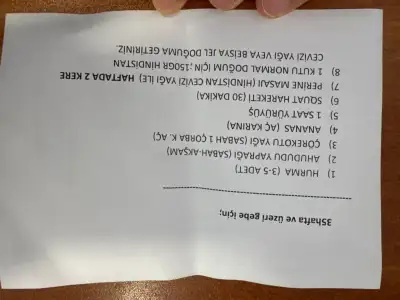 35hafta ve üzeri gebe için;
1) HURMA (3-5 ADET)
2) AHUDUDU YAPRAĞI (SABAH-AKŞAM)
3) ÇÖREKOTU YAĞI (SABAH 1 ÇORBA K. AÇ)
4) ANANAS (AÇ KARINA)
5) 1 SAAT YÜRÜYÜŞ
6) SQUAT HAREKETİ (30 DAKİKA)
7) PERİNE MASAJI (HİNDİSTAN CEVİZİ YAĞI İLE) HAFTADA 2 KERE
8) 1 KUTU NORMAL DOĞUM İÇİN ;150GR HİNDİSTAN
CEVİZİ YAĞI VEYA BEISYA JEL DOĞUMA GETİRİNİZ.